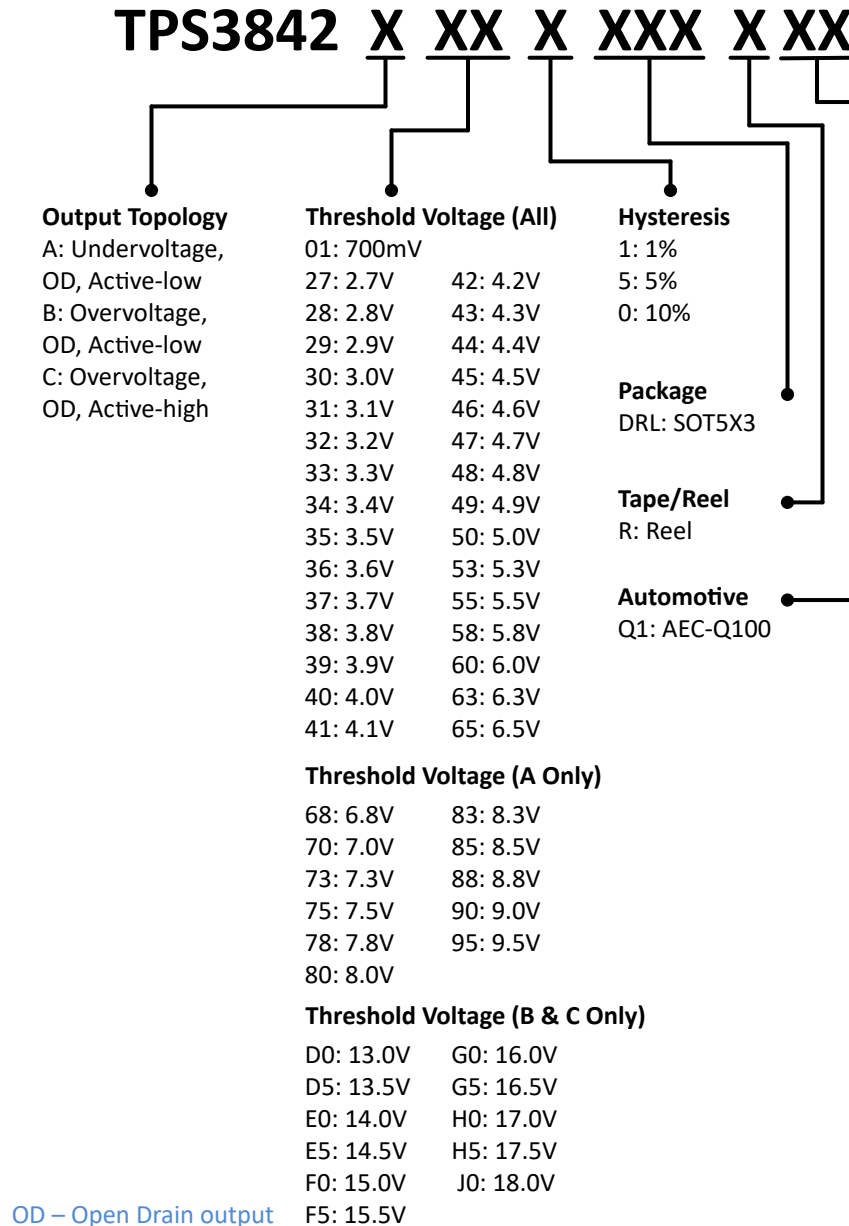 TPS3842 X XX X XXX X XX
Output Topology
A: Undervoltage,
OD, Active-low
B: Overvoltage,
OD, Active-low
C: Overvoltage,
OD, Active-high
Threshold Voltage (All)
01: 700mV
27: 2.7V 42: 4.2V
28: 2.8V 43: 4.3V
29: 2.9V 44: 4.4V
30: 3.0V 45: 4.5V
31: 3.1V 46: 4.6V
32: 3.2V 47: 4.7V
33: 3.3V 48: 4.8V
34: 3.4V 49: 4.9V
35: 3.5V 50: 5.0V
36: 3.6V 53: 5.3V
37: 3.7V 55: 5.5V
38: 3.8V 58: 5.8V
39: 3.9V 60: 6.0V
40: 4.0V 63: 6.3V
41: 4.1V 65: 6.5V
Threshold Voltage (A Only)
68: 6.8V 83: 8.3V
70: 7.0V 85: 8.5V
73: 7.3V 88: 8.8V
75: 7.5V 90: 9.0V
78: 7.8V 95: 9.5V
80: 8.0V
Threshold Voltage (B & C Only)
D0: 13.0V G0: 16.0V
D5: 13.5V G5: 16.5V
E0: 14.0V H0: 17.0V
E5: 14.5V H5: 17.5V
F0: 15.0V J0: 18.0V
F5: 15.5V
Hysteresis
1: 1%
5: 5%
0: 10%
Package
DRL: SOT5X3
Tape/Reel
R: Reel
Automotive
Q1: AEC-Q100
OD – Open Drain output